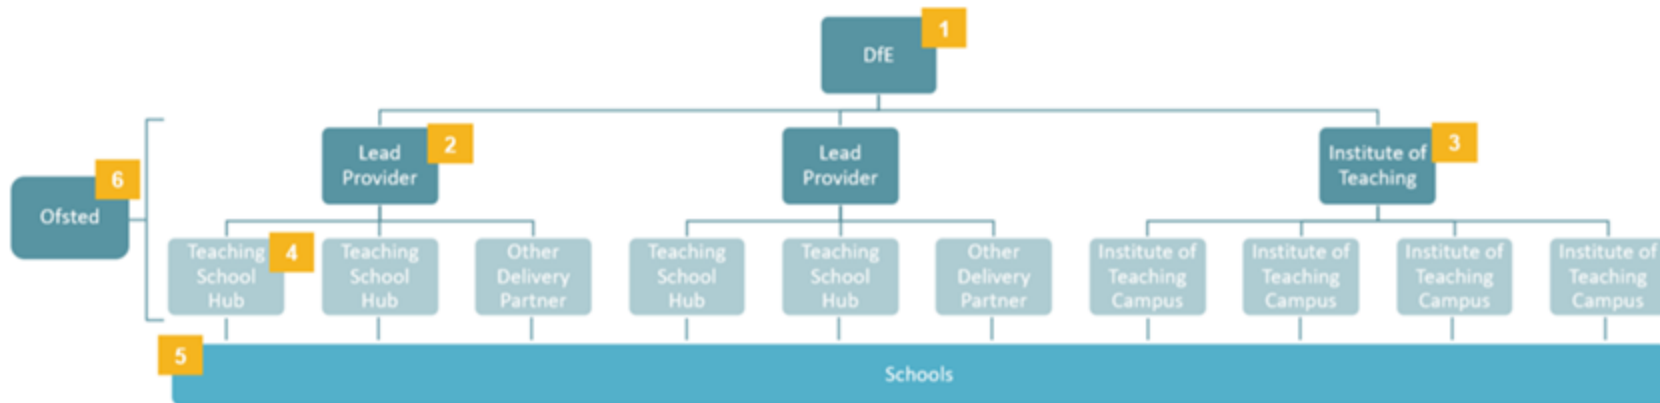 1
DfE
2
Lead
Provider
Lead
Provider
3
Institute of
Teaching
6
Ofsted
4
Teaching
School
Hub
Teaching
School
Hub
Other
Delivery
Partner
Teaching
School
Hub
Teaching
School
Hub
Other
Delivery
Partner
Institute of
Teaching
Campus
Institute of
Teaching
Campus
Institute of
Teaching
Campus
Institute of
Teaching
Campus
5
Schools